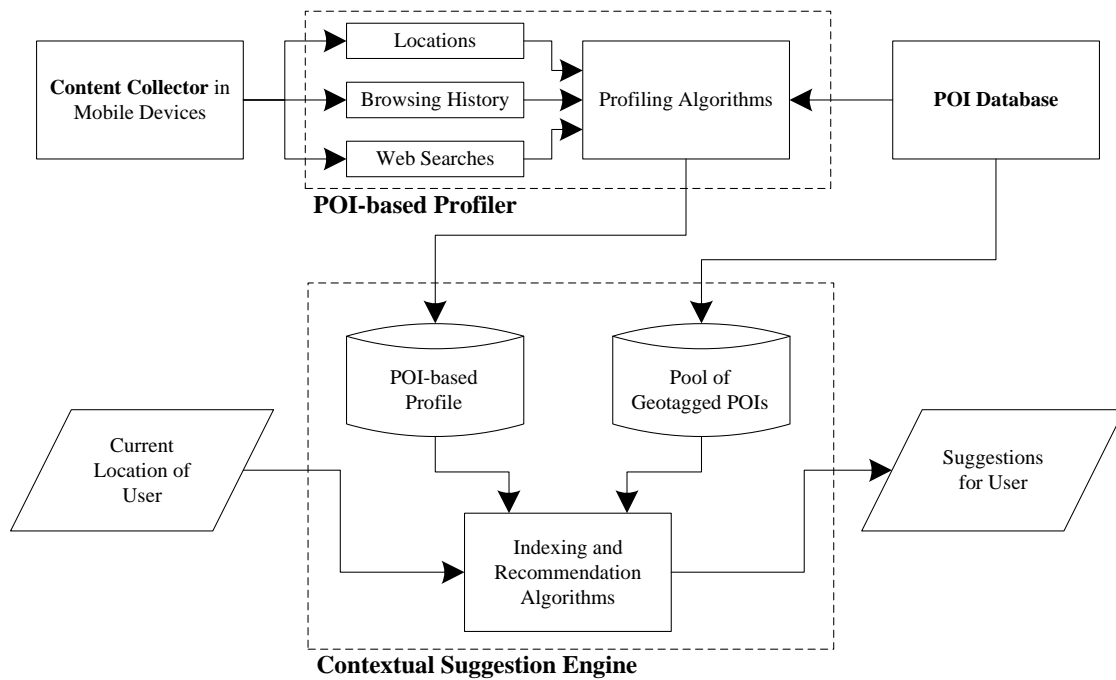 Locations
Content Collector in
Mobile Devices
Browsing History
Profiling Algorithms
POI Database
Web Searches
POI-based Profiler
POI-based
Profile
Pool of
Geotagged POIs
Current
Location of
User
Suggestions
for User
Indexing and
Recommendation
Algorithms
Contextual Suggestion Engine